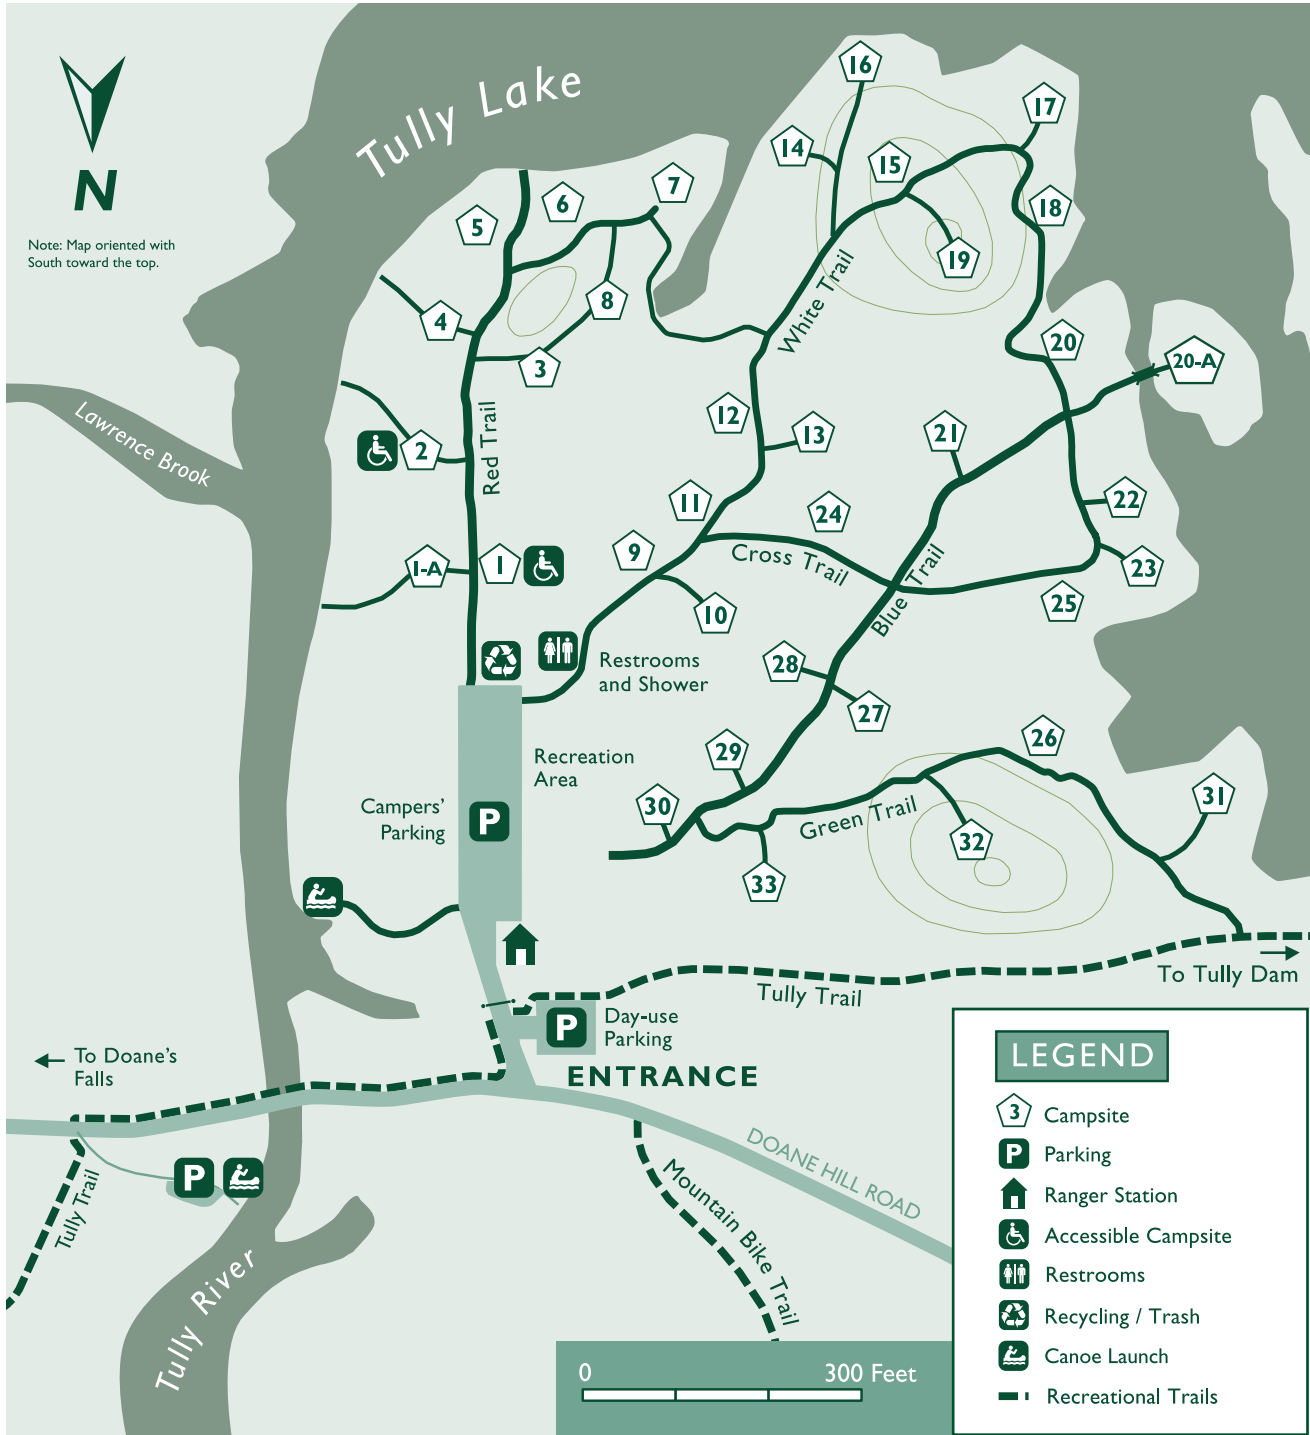 Tully Lake
N
Note: Map oriented with
South toward the top.
16
17
14
15
7
6
5
18
19
8
4
White Trail
20
20-A
3
Lawrence Brook
Red Trail
12
13
21
2
11
24
22
9
Cross Trail
23
1-A
1
Blue Trail
10
25
Restrooms
and Shower
28
27
26
Recreation
Area
29
Campers'
Parking
P
30
Green Trail
31
32
33
To Tully Dam
Tully Trail
P
Day-use
Parking
To Doane's
Falls
ENTRANCE
DOANE HILL ROAD
P
Tully Trail
Mountain Bike Trail
Tully River
0
300 Feet
LEGEND
3 Campsite
P Parking
Ranger Station
Accessible Campsite
Restrooms
Recycling / Trash
Canoe Launch
Recreational Trails